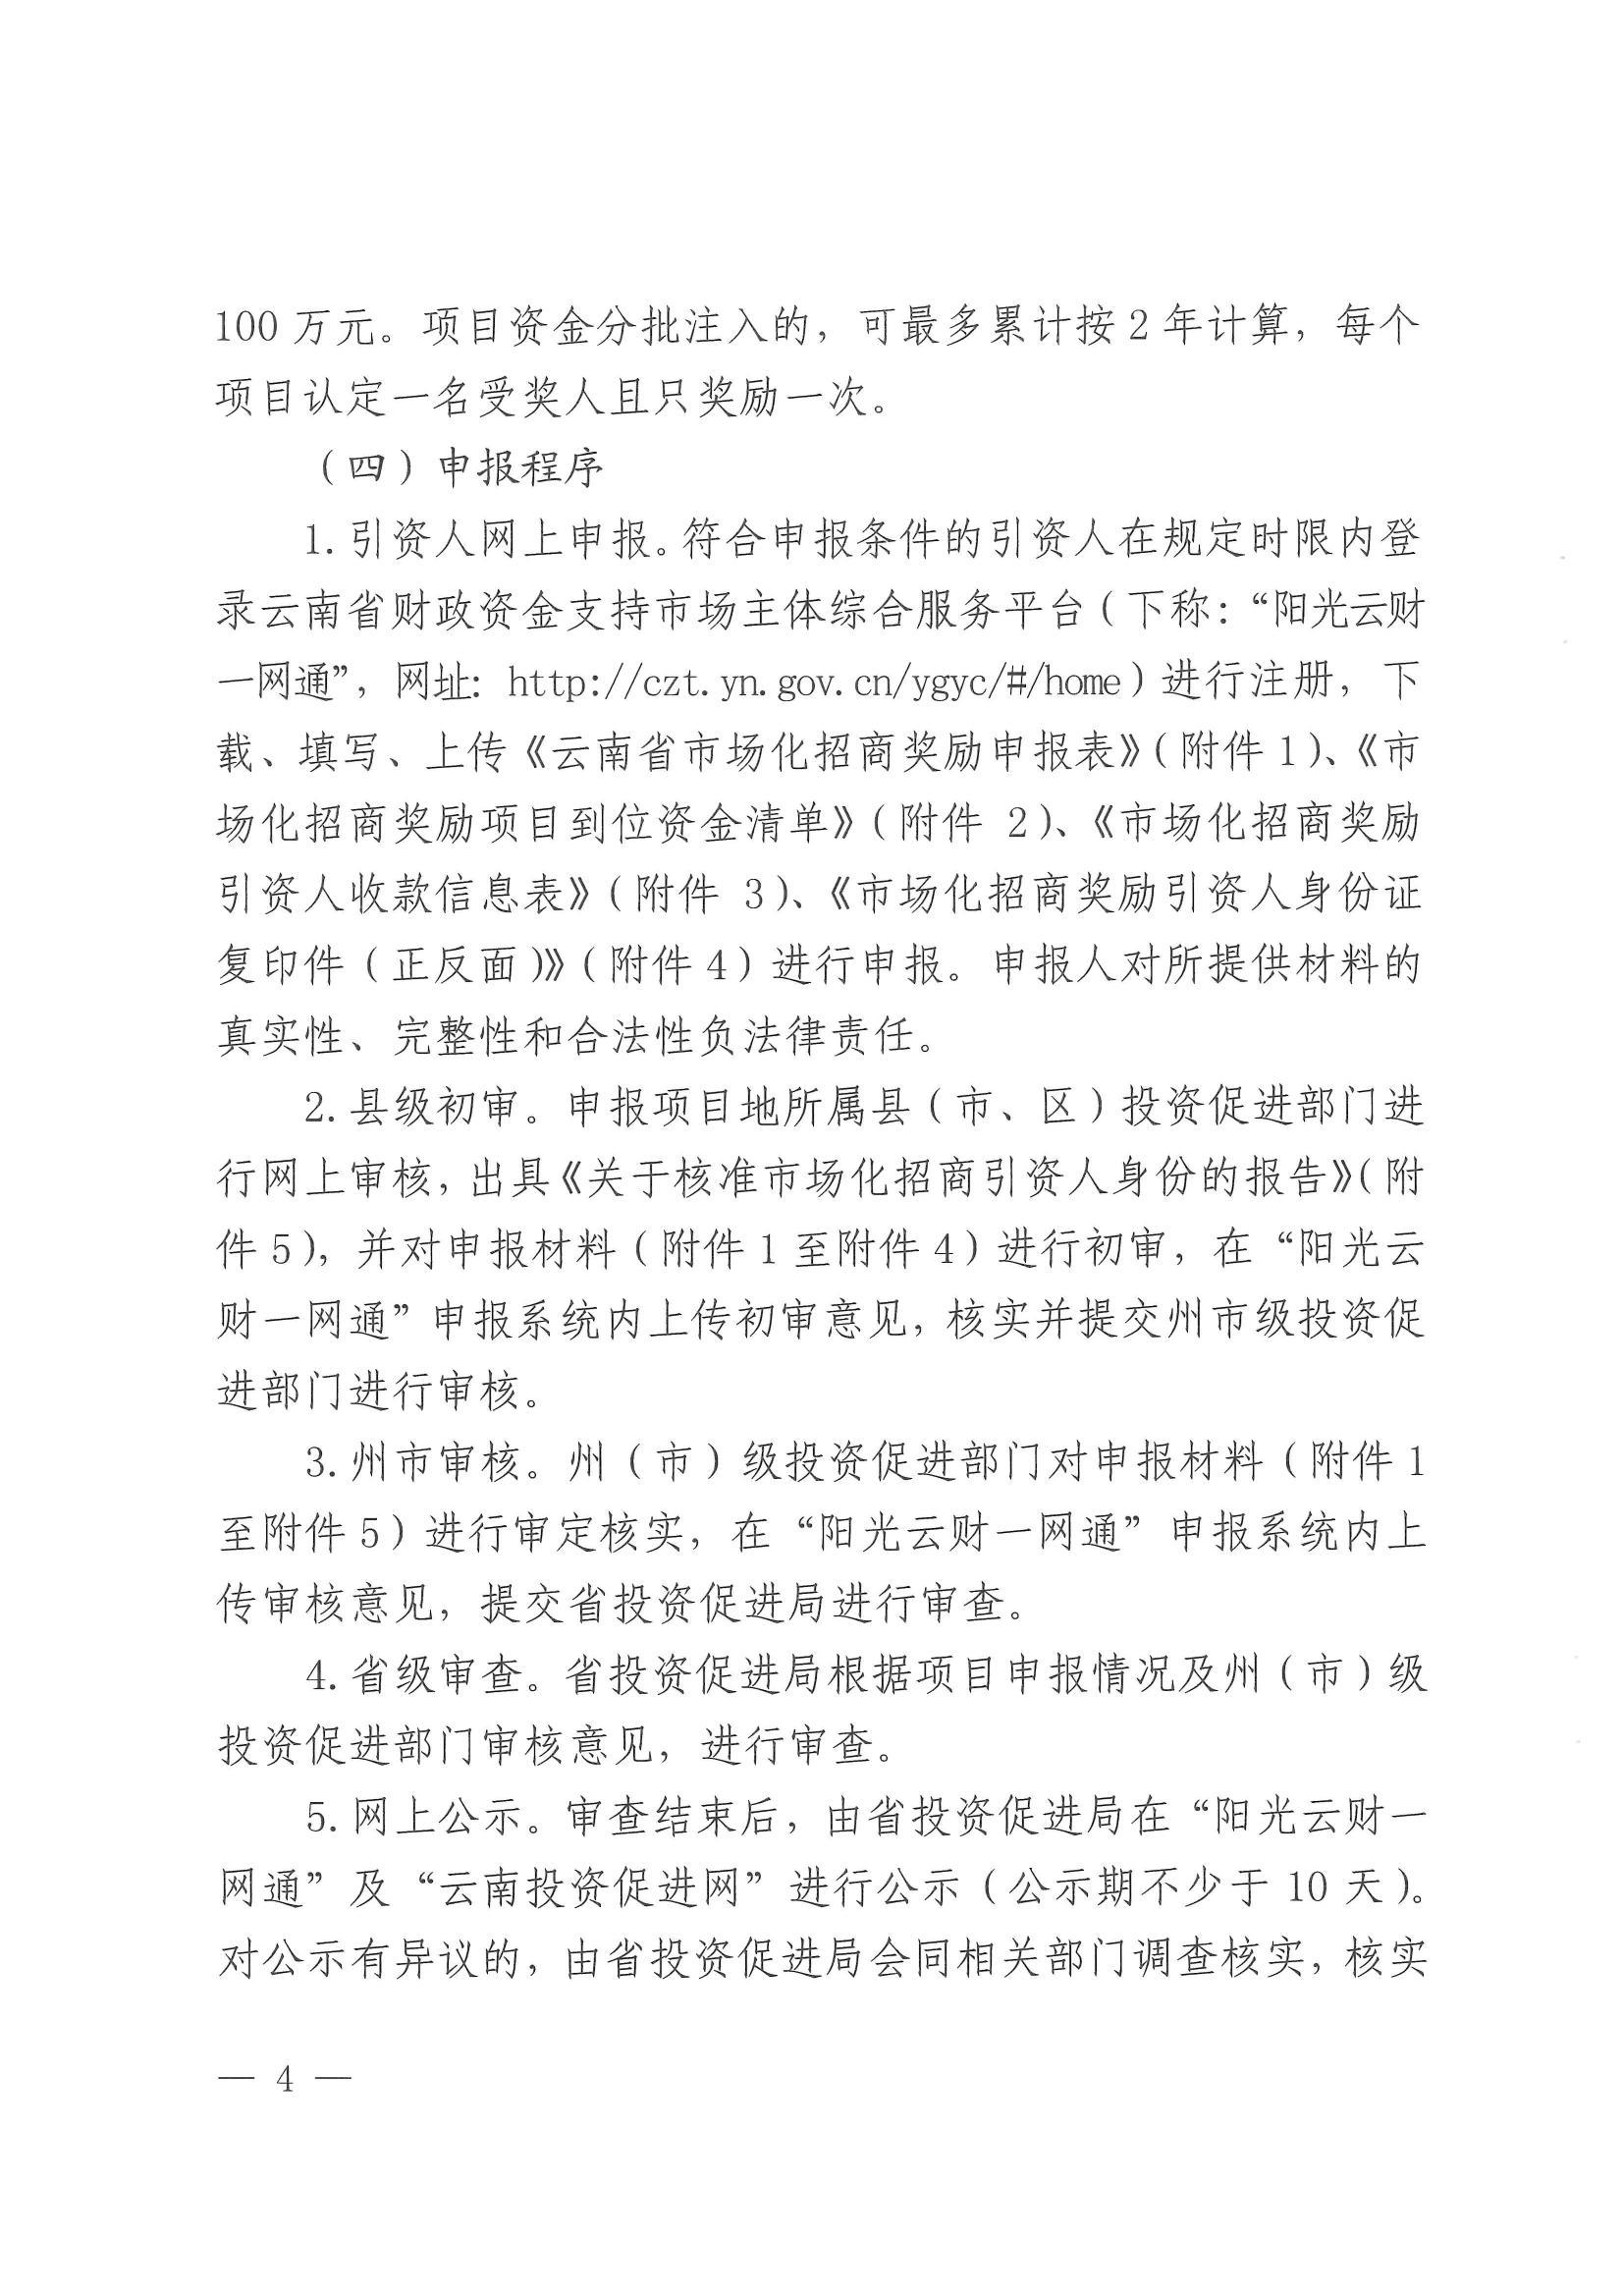 100 万元。项目资金分批注入的，可最多累计按 2 年计算，每个
项目认定一名受奖人且只奖励一次。
（四）申报程序
1. 引资人网上申报。符合申报条件的引资人在规定时限内登
录云南省财政资金支持市场主体综合服务平台（下称：“阳光云财
一网通”，网址：http://czt.yn.gov.cn/ygyc/#/home）进行注册，下
载、填写、上传《云南省市场化招商奖励申报表》（附件 1）、《市
场化招商奖励项目到位资金清单》（附件 2）、《市场化招商奖励
引资人收款信息表》（附件 3）、《市场化招商奖励引资人身份证
复印件（正反面）》（附件 4）进行申报。申报人对所提供材料的
真实性、完整性和合法性负法律责任。
2. 县级初审。申报项目地所属县（市、区）投资促进部门进
行网上审核，出具《关于核准市场化招商引资人身份的报告》（附
件 5），并对申报材料（附件 1 至附件 4）进行初审，在“阳光云
财一网通”申报系统内上传初审意见，核实并提交州市级投资促
进部门进行审核。
3. 州市审核。州（市）级投资促进部门对申报材料（附件 1
至附件 5）进行审定核实，在“阳光云财一网通”申报系统内上
传审核意见，提交省投资促进局进行审查。
4. 省级审查。省投资促进局根据项目申报情况及州（市）级
投资促进部门审核意见，进行审查。
5. 网上公示。审查结束后，由省投资促进局在“阳光云财一
网通”及“云南投资促进网”进行公示（公示期不少于 10 天）。
对公示有异议的，由省投资促进局会同相关部门调查核实，核实
— 4 —